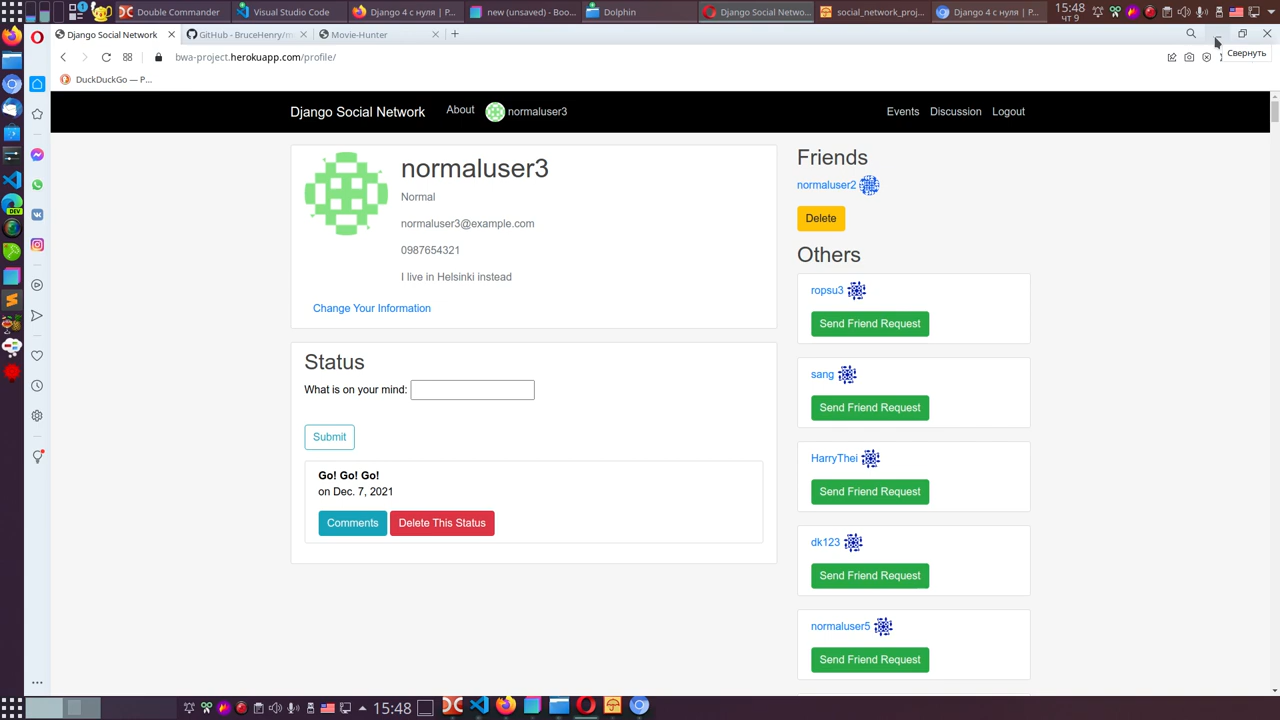 Double Commander
Visual Studio Code
Django 4 с нуля | P...
new (unsaved) - Boo...
Dolphin
Django Social Netwo...
social_network_proj...
Django 4 с нуля | P...
15:48
чт 9
Django Social Network
GitHub - BruceHenry/m
Movie-Hunter
bwa-project.herokuapp.com/profile/
Свернуть
DuckDuckGo — P...
Django Social Network
About
normaluser3
Events
Discussion
Logout
normaluser3
Normal
normaluser3@example.com
0987654321
I live in Helsinki instead
Change Your Information
Status
What is on your mind:
Submit
Go! Go! Go!
on Dec. 7, 2021
Comments
Delete This Status
Friends
normaluser2
Delete
Others
ropsu3
Send Friend Request
sang
Send Friend Request
HarryThei
Send Friend Request
dk123
Send Friend Request
normaluser5
Send Friend Request
DEV
15:48